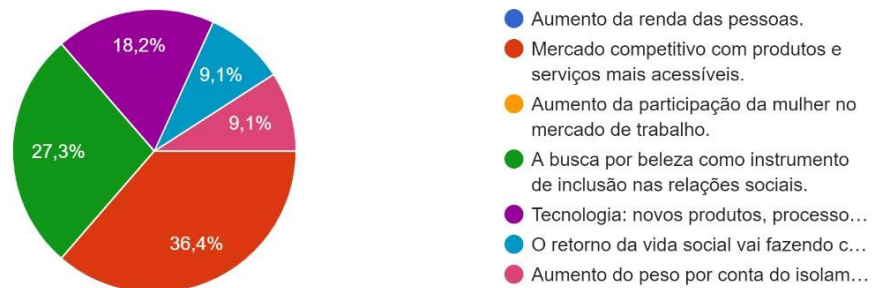 18,2%
9,1%
9,1%
27,3%
36,4%
Aumento da renda das pessoas.
Mercado competitivo com produtos e
serviços mais acessíveis.
Aumento da participação da mulher no
mercado de trabalho.
A busca por beleza como instrumento
de inclusão nas relações sociais.
Tecnologia: novos produtos, processo…
O retorno da vida social vai fazendo c…
Aumento do peso por conta do isolam…